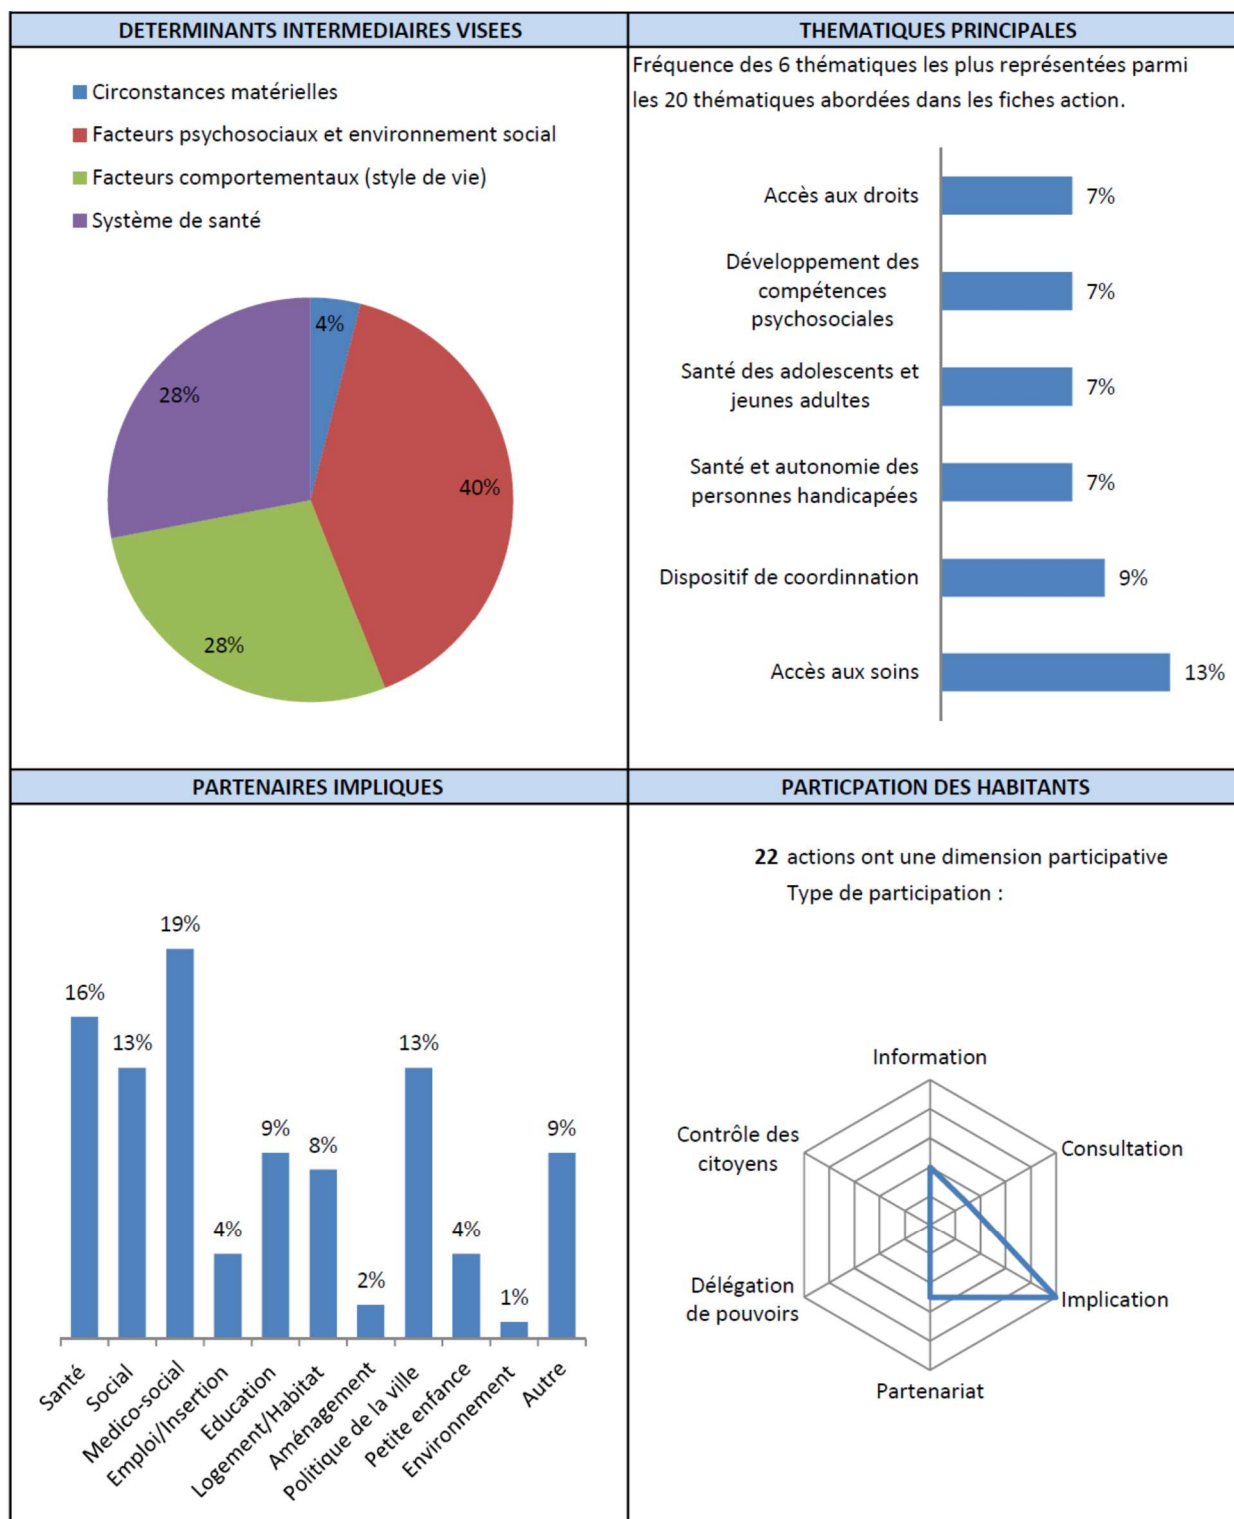 DETERMINANTS INTERMEDIAIRES VISEES
Circonstances matérielles
Facteurs psychosociaux et environnement social
Facteurs comportementaux (style de vie)
Système de santé
4%
28%
40%
28%
THEMATIQUES PRINCIPALES
Fréquence des 6 thématiques les plus représentées parmi
les 20 thématiques abordées dans les fiches action.
Accès aux droits
7%
Développement des
compétences
psychosociales
7%
Santé des adolescents et
jeunes adultes
7%
Santé et autonomie des
personnes handicapées
7%
Dispositif de coordinnation
9%
Accès aux soins
13%
PARTENAIRES IMPLIQUES
16%
13%
19%
4%
9%
8%
2%
13%
4%
1%
9%
Santé
Social
Medico-social
Emploi/Insertion
Education
Logement/Habitat
Aménagement
Politique de la ville
Petite enfance
Environnement
Autre
PARTICPATION DES HABITANTS
22 actions ont une dimension participative
Type de participation :
Information
Consultation
Implication
Partenariat
Délégation
de pouvoirs
Contrôle des
citoyens